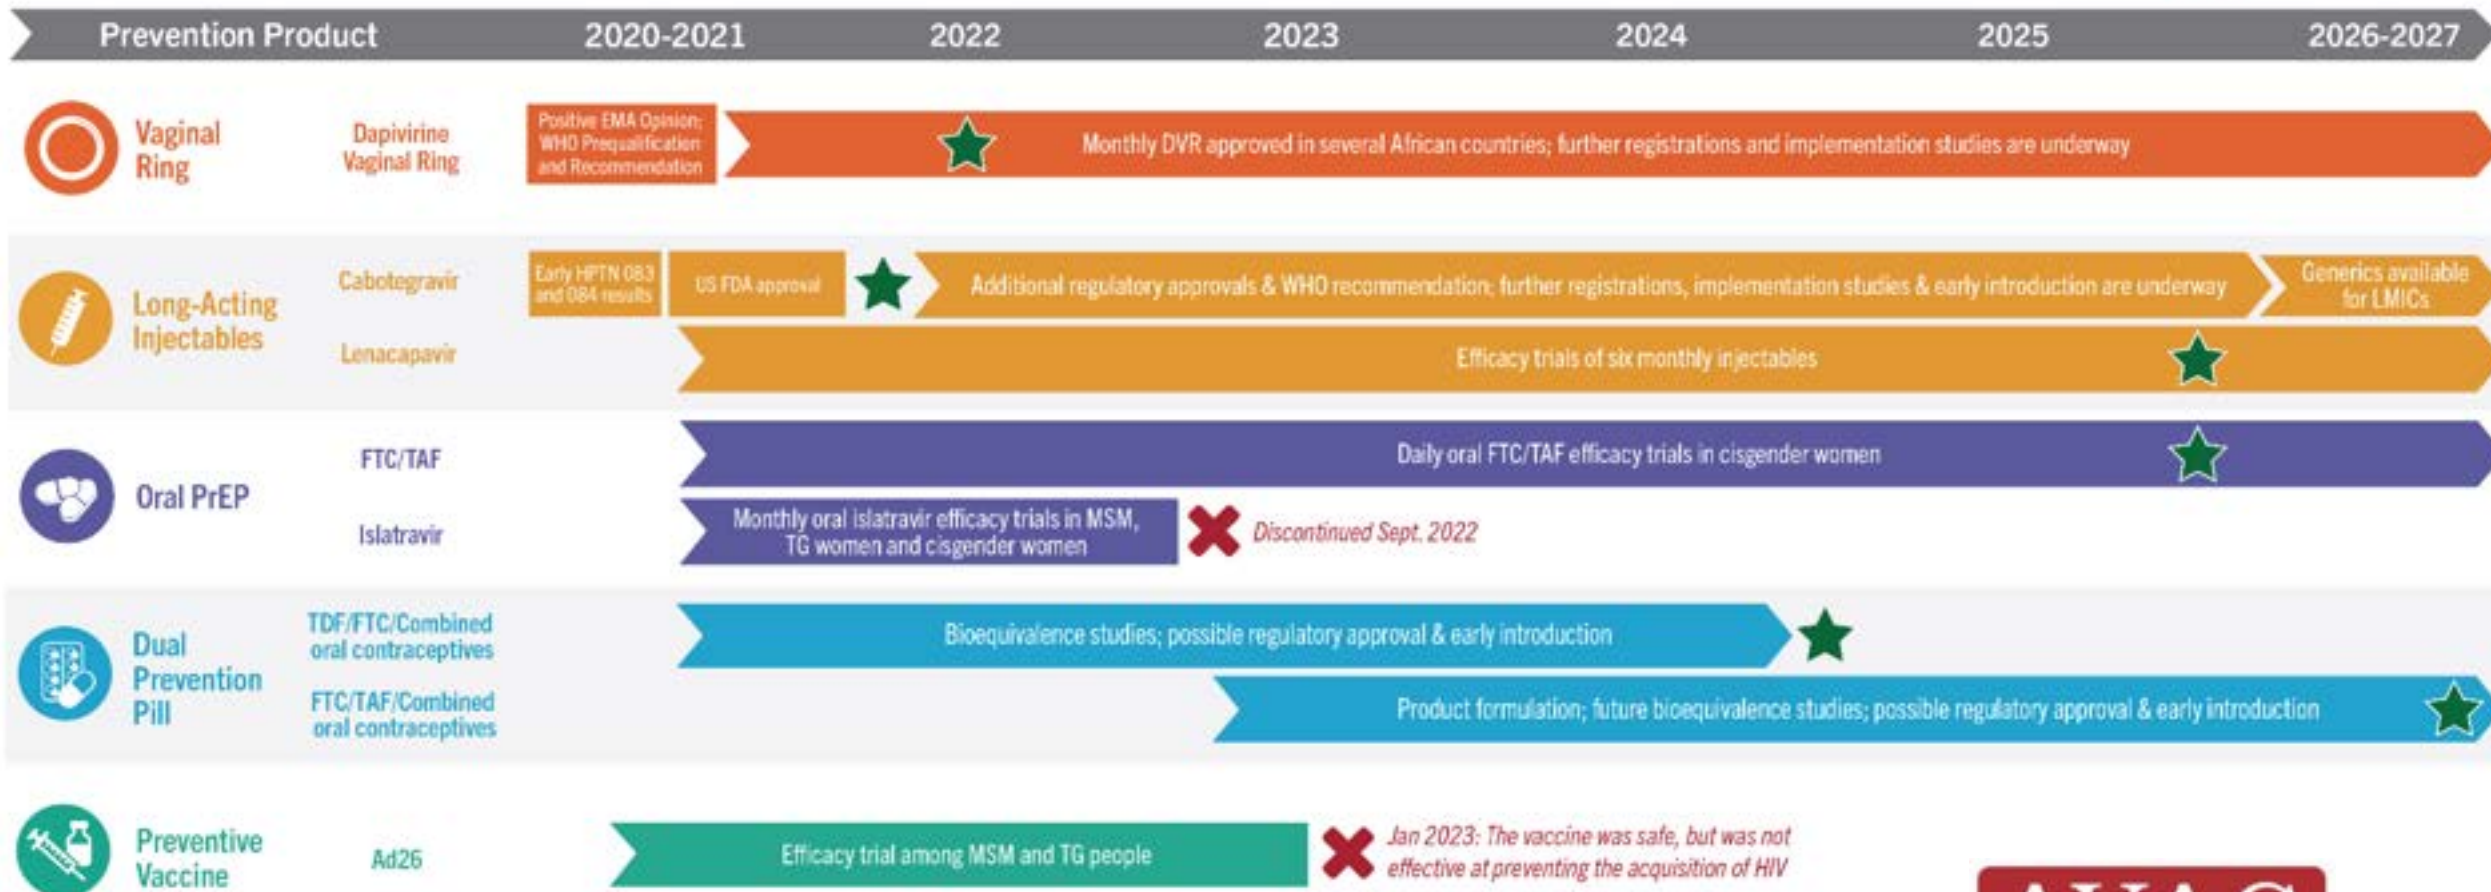 Prevention Product 2020-2021 2022 2023 2024 2025 2026-2027
Vaginal
Ring
Dapivirine
Vaginal Ring
Positive EMA Opinion;
WHO Prequalification
and Recommendation
Monthly DVR approved in several African countries; further registrations and implementation studies are underway
Long-Acting
Injectables
Cabotegravir
Early HPTN 083
and 084 results
US FDA approval
Additional regulatory approvals & WHO recommendation; further registrations, implementation studies & early introduction are underway
Generics available
for LMICs
Lenacapavir
Efficacy trials of six monthly injectables
Oral PrEP
FTC/TAF
Daily oral FTC/TAF efficacy trials in cisgender women
Islatravir
Monthly oral islatravir efficacy trials in MSM,
TG women and cisgender women
Discontinued Sept. 2022
Dual
Prevention
Pill
TDF/FTC/Combined
oral contraceptives
Bioequivalence studies; possible regulatory approval & early introduction
FTC/TAF/Combined
oral contraceptives
Product formulation; future bioequivalence studies; possible regulatory approval & early introduction
Preventive
Vaccine
Ad26
Efficacy trial among MSM and TG people
Jan 2023: The vaccine was safe, but was not
effective at preventing the acquisition of HIV